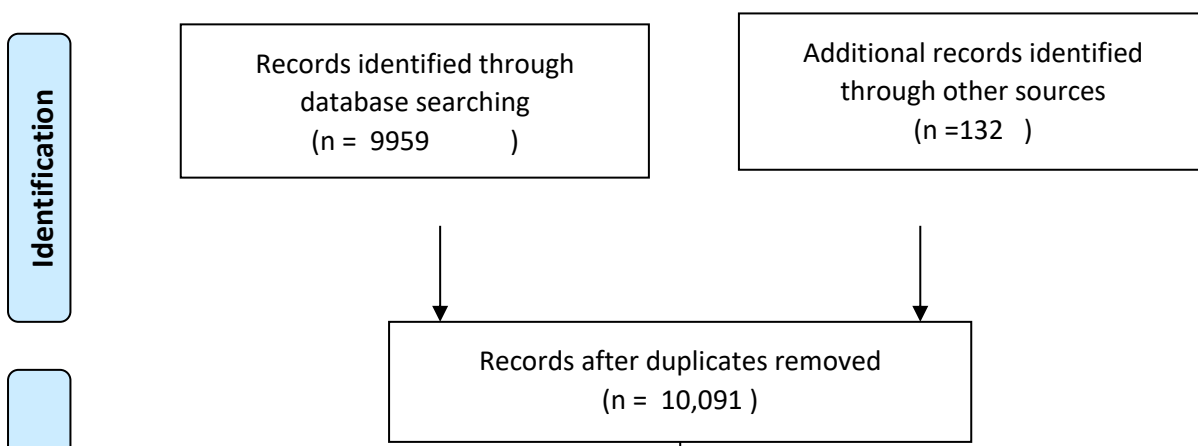 Identification
Records identified through
database searching
(n =  9959            )
Additional records identified
through other sources
(n =132   )
Records after duplicates removed
(n =  10,091 )